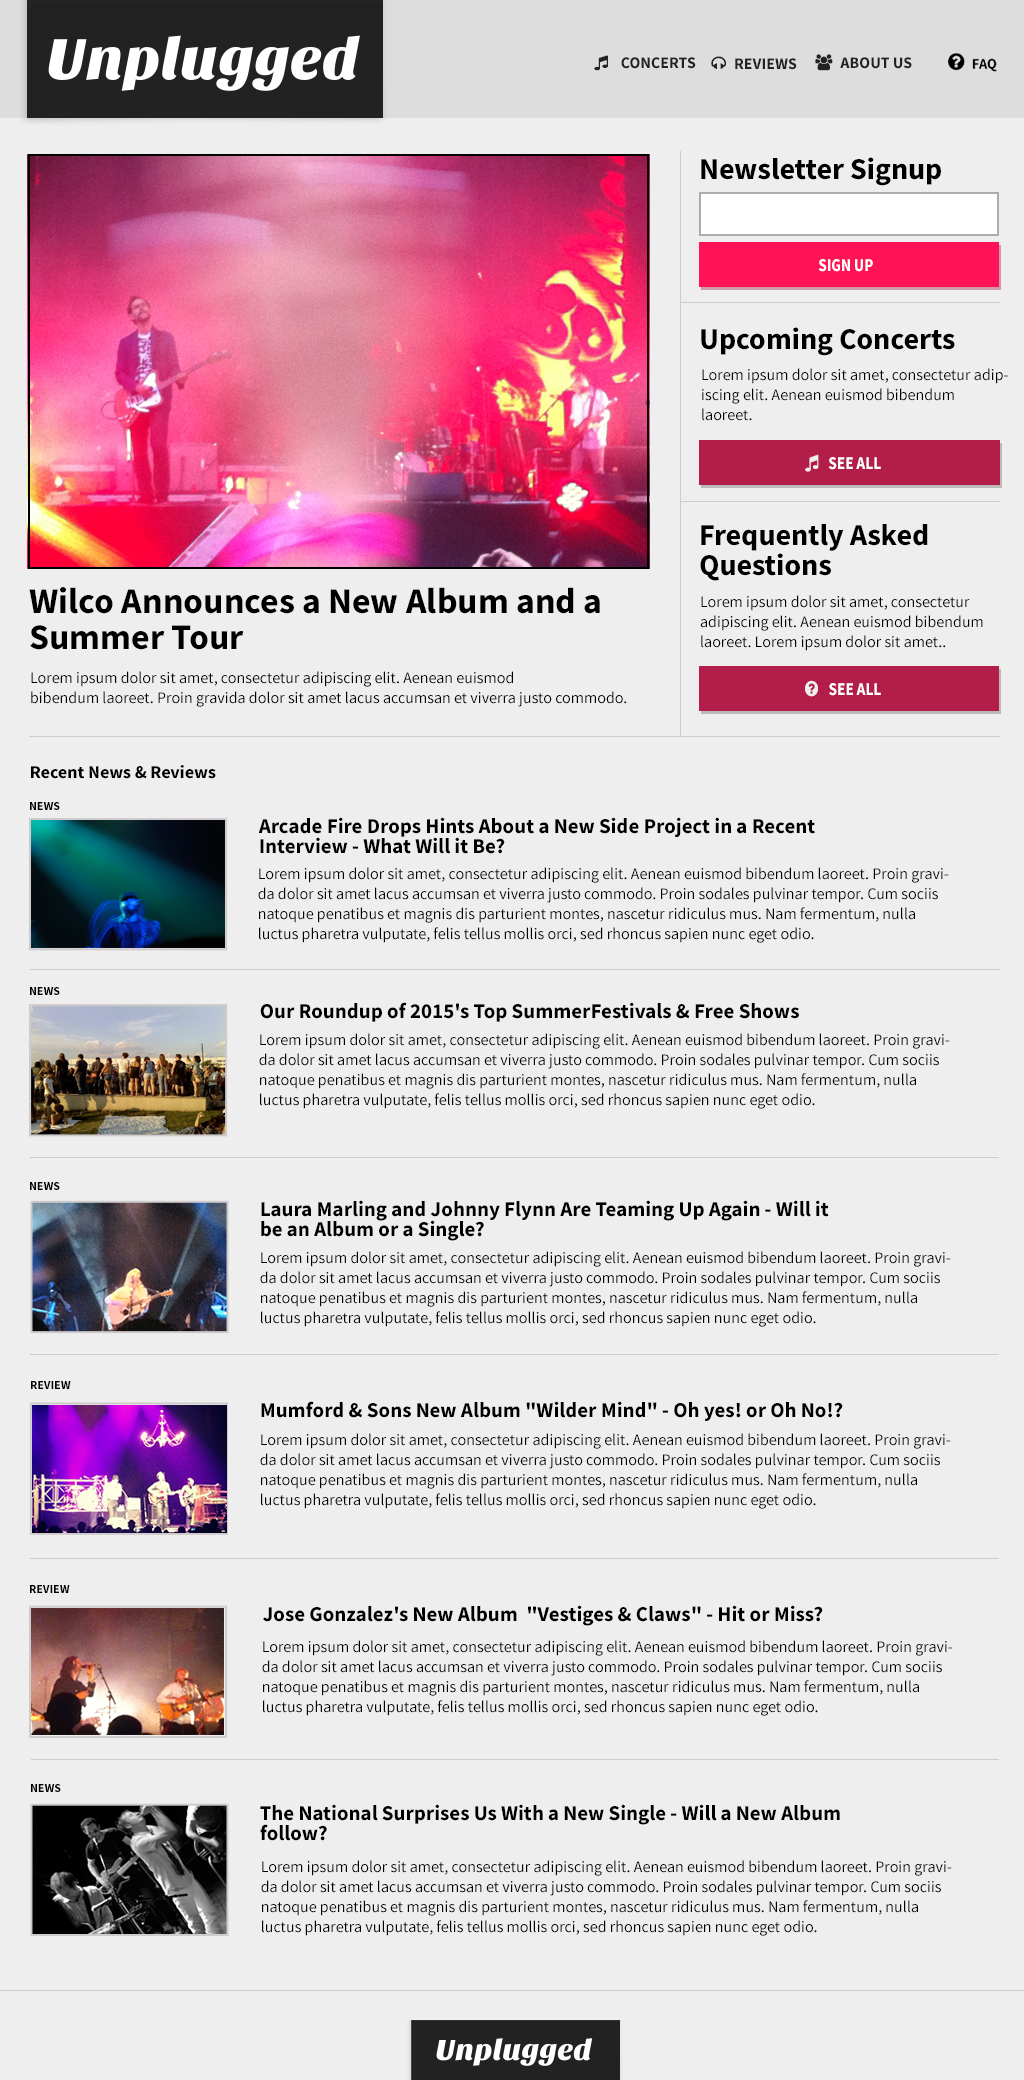 Unplugged
CONCERTS
REVIEWS
ABOUT US
FAQ
Wilco Announces a New Album and a
Summer Tour
Lorem ipsum dolor sit amet, consectetur adipiscing elit. Aenean euismod
bibendum laoreet. Proin gravida dolor sit amet lacus accumsan et viverra justo commodo.
Newsletter Signup
SIGN UP
Upcoming Concerts
Lorem ipsum dolor sit amet, consectetur adip-
iscing elit. Aenean euismod bibendum
laoreet.
SEE ALL
Frequently Asked
Questions
Lorem ipsum dolor sit amet, consectetur
adipiscing elit. Aenean euismod bibendum
laoreet. Lorem ipsum dolor sit amet..
SEE ALL
Recent News & Reviews
NEWS
Arcade Fire Drops Hints About a New Side Project in a Recent
Interview - What Will it Be?
Lorem ipsum dolor sit amet, consectetur adipiscing elit. Aenean euismod bibendum laoreet. Proin gravi-
da dolor sit amet lacus accumsan et viverra justo commodo. Proin sodales pulvinar tempor. Cum sociis
natoque penatibus et magnis dis parturient montes, nascetur ridiculus mus. Nam fermentum, nulla
luctus pharetra vulputate, felis tellus mollis orci, sed rhoncus sapien nunc eget odio.
NEWS
Our Roundup of 2015's Top SummerFestivals & Free Shows
Lorem ipsum dolor sit amet, consectetur adipiscing elit. Aenean euismod bibendum laoreet. Proin gravi-
da dolor sit amet lacus accumsan et viverra justo commodo. Proin sodales pulvinar tempor. Cum sociis
natoque penatibus et magnis dis parturient montes, nascetur ridiculus mus. Nam fermentum, nulla
luctus pharetra vulputate, felis tellus mollis orci, sed rhoncus sapien nunc eget odio.
NEWS
Laura Marling and Johnny Flynn Are Teaming Up Again - Will it
be an Album or a Single?
Lorem ipsum dolor sit amet, consectetur adipiscing elit. Aenean euismod bibendum laoreet. Proin gravi-
da dolor sit amet lacus accumsan et viverra justo commodo. Proin sodales pulvinar tempor. Cum sociis
natoque penatibus et magnis dis parturient montes, nascetur ridiculus mus. Nam fermentum, nulla
luctus pharetra vulputate, felis tellus mollis orci, sed rhoncus sapien nunc eget odio.
REVIEW
Mumford & Sons New Album "Wilder Mind" - Oh yes! or Oh No!?
Lorem ipsum dolor sit amet, consectetur adipiscing elit. Aenean euismod bibendum laoreet. Proin gravi-
da dolor sit amet lacus accumsan et viverra justo commodo. Proin sodales pulvinar tempor. Cum sociis
natoque penatibus et magnis dis parturient montes, nascetur ridiculus mus. Nam fermentum, nulla
luctus pharetra vulputate, felis tellus mollis orci, sed rhoncus sapien nunc eget odio.
REVIEW
Jose Gonzalez's New Album "Vestiges & Claws" - Hit or Miss?
Lorem ipsum dolor sit amet, consectetur adipiscing elit. Aenean euismod bibendum laoreet. Proin gravi-
da dolor sit amet lacus accumsan et viverra justo commodo. Proin sodales pulvinar tempor. Cum sociis
natoque penatibus et magnis dis parturient montes, nascetur ridiculus mus. Nam fermentum, nulla
luctus pharetra vulputate, felis tellus mollis orci, sed rhoncus sapien nunc eget odio.
NEWS
The National Surprises Us With a New Single - Will a New Album
follow?
Lorem ipsum dolor sit amet, consectetur adipiscing elit. Aenean euismod bibendum laoreet. Proin gravi-
da dolor sit amet lacus accumsan et viverra justo commodo. Proin sodales pulvinar tempor. Cum sociis
natoque penatibus et magnis dis parturient montes, nascetur ridiculus mus. Nam fermentum, nulla
luctus pharetra vulputate, felis tellus mollis orci, sed rhoncus sapien nunc eget odio.
Unplugged